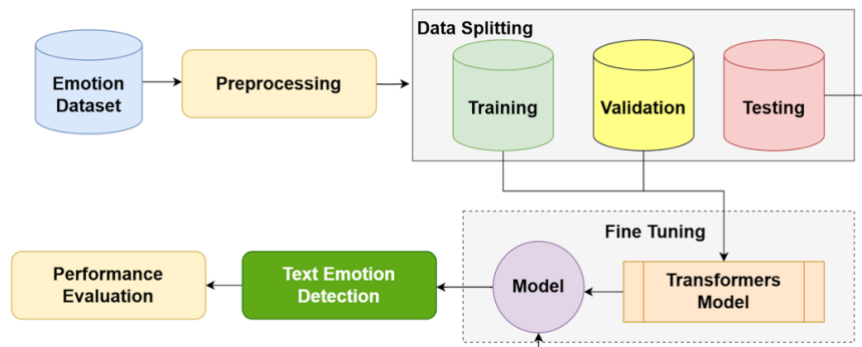 Data Splitting
Emotion
Dataset
Preprocessing
Training
Validation
Testing
Fine Tuning
Performance
Evaluation
Text Emotion
Detection
Model
Transformers
Model